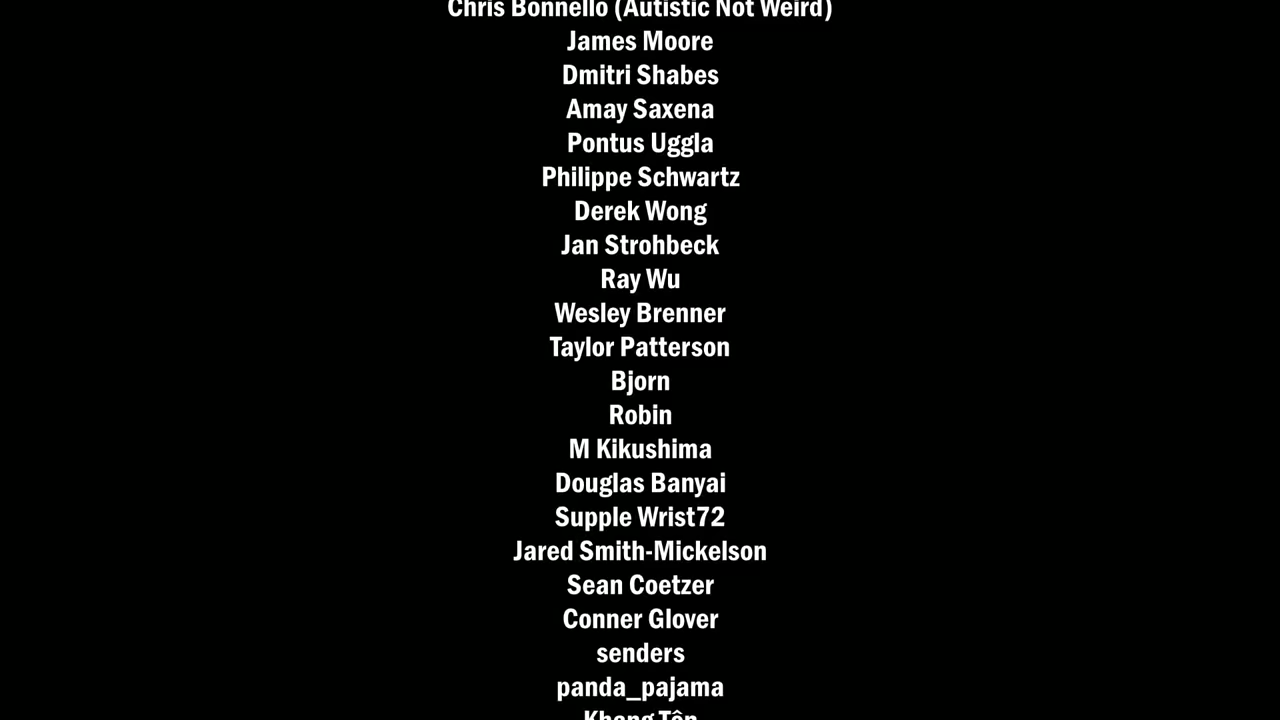 Chris Bonnello (Autistic Not Weird)
James Moore
Dmitri Shabes
Amay Saxena
Pontus Uggla
Philippe Schwartz
Derek Wong
Jan Strohbeck
Ray Wu
Wesley Brenner
Taylor Patterson
Bjorn
Robin
M Kikushima
Douglas Banyai
Supple Wrist72
Jared Smith-Mickelson
Sean Coetzer
Conner Glover
senders
panda_pajama
Khang Tôn